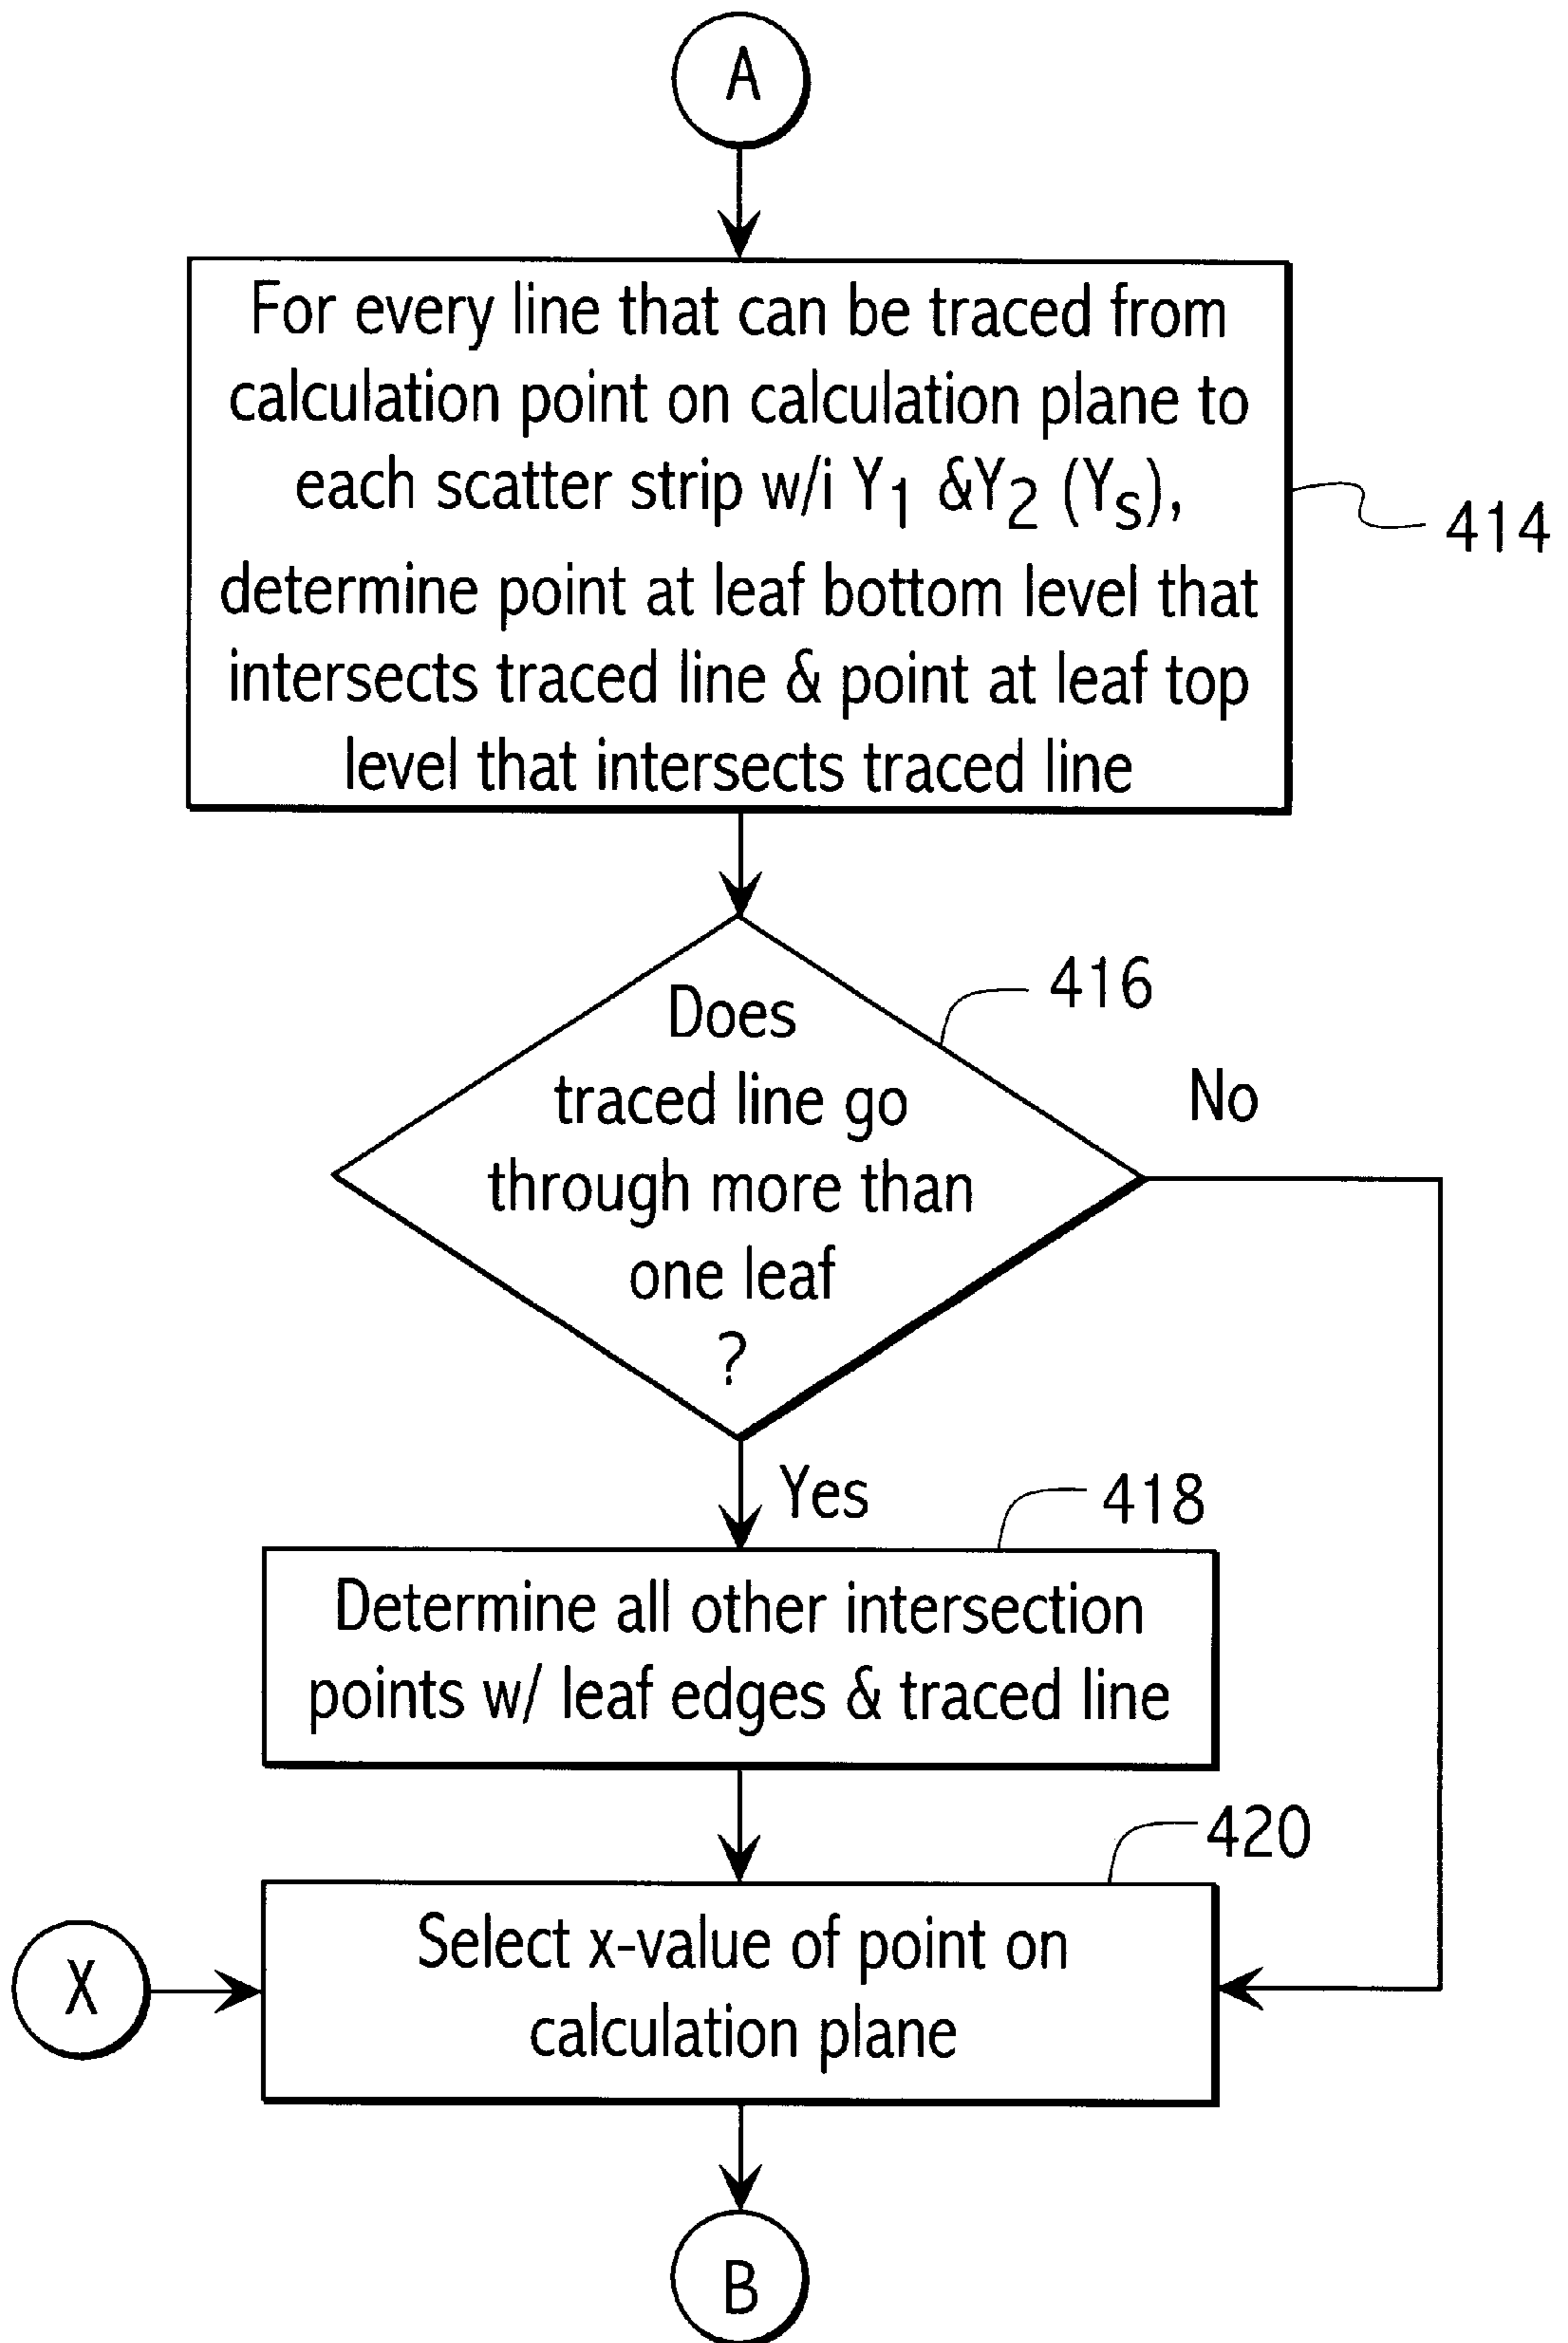 A
For every line that can be traced from
calculation point on calculation plane to
each scatter strip w/i Y1 &Y2 (Ys),
determine point at leaf bottom level that
intersects traced line & point at leaf top
level that intersects traced line
414
416
Does
traced line go
through more than
one leaf
?
No
Yes
418
Determine all other intersection
points w/ leaf edges & traced line
420
X
Select x-value of point on
calculation plane
B